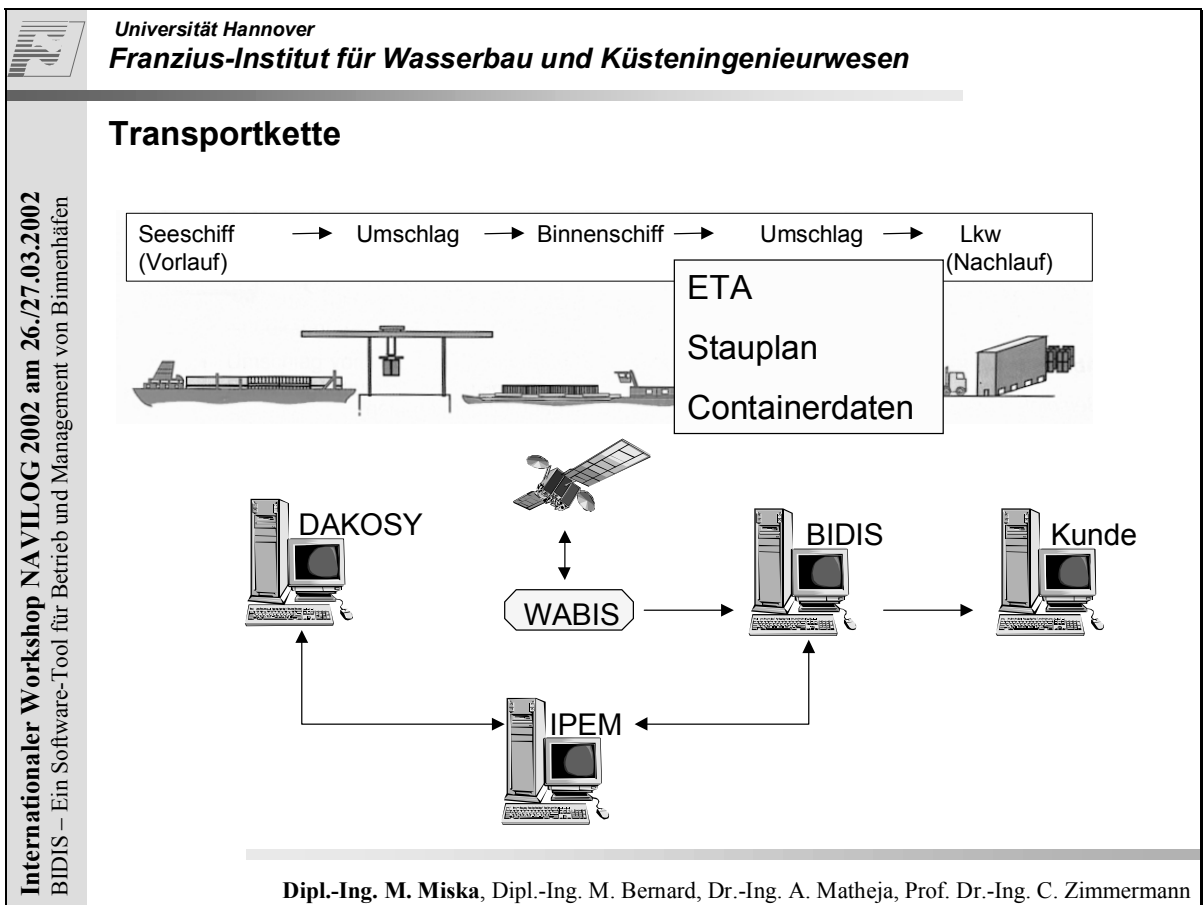 Universität Hannover
Franzius-Institut für Wasserbau und Küsteningenieurwesen
Transportkette
Internationaler Workshop NAVILOG 2002 am 26./27.03.2002
BIDIS – Ein Software-Tool für Betrieb und Management von Binnenhäfen
Seeschiff → Umschlag → Binnenschiff → Umschlag → Lkw
(Vorlauf) (Nachlauf)
ETA
Stauplan
Containerdaten
DAKOSY
WABIS
BIDIS
Kunde
IPEM
Dipl.-Ing. M. Miska, Dipl.-Ing. M. Bernard, Dr.-Ing. A. Matheja, Prof. Dr.-Ing. C. Zimmermann